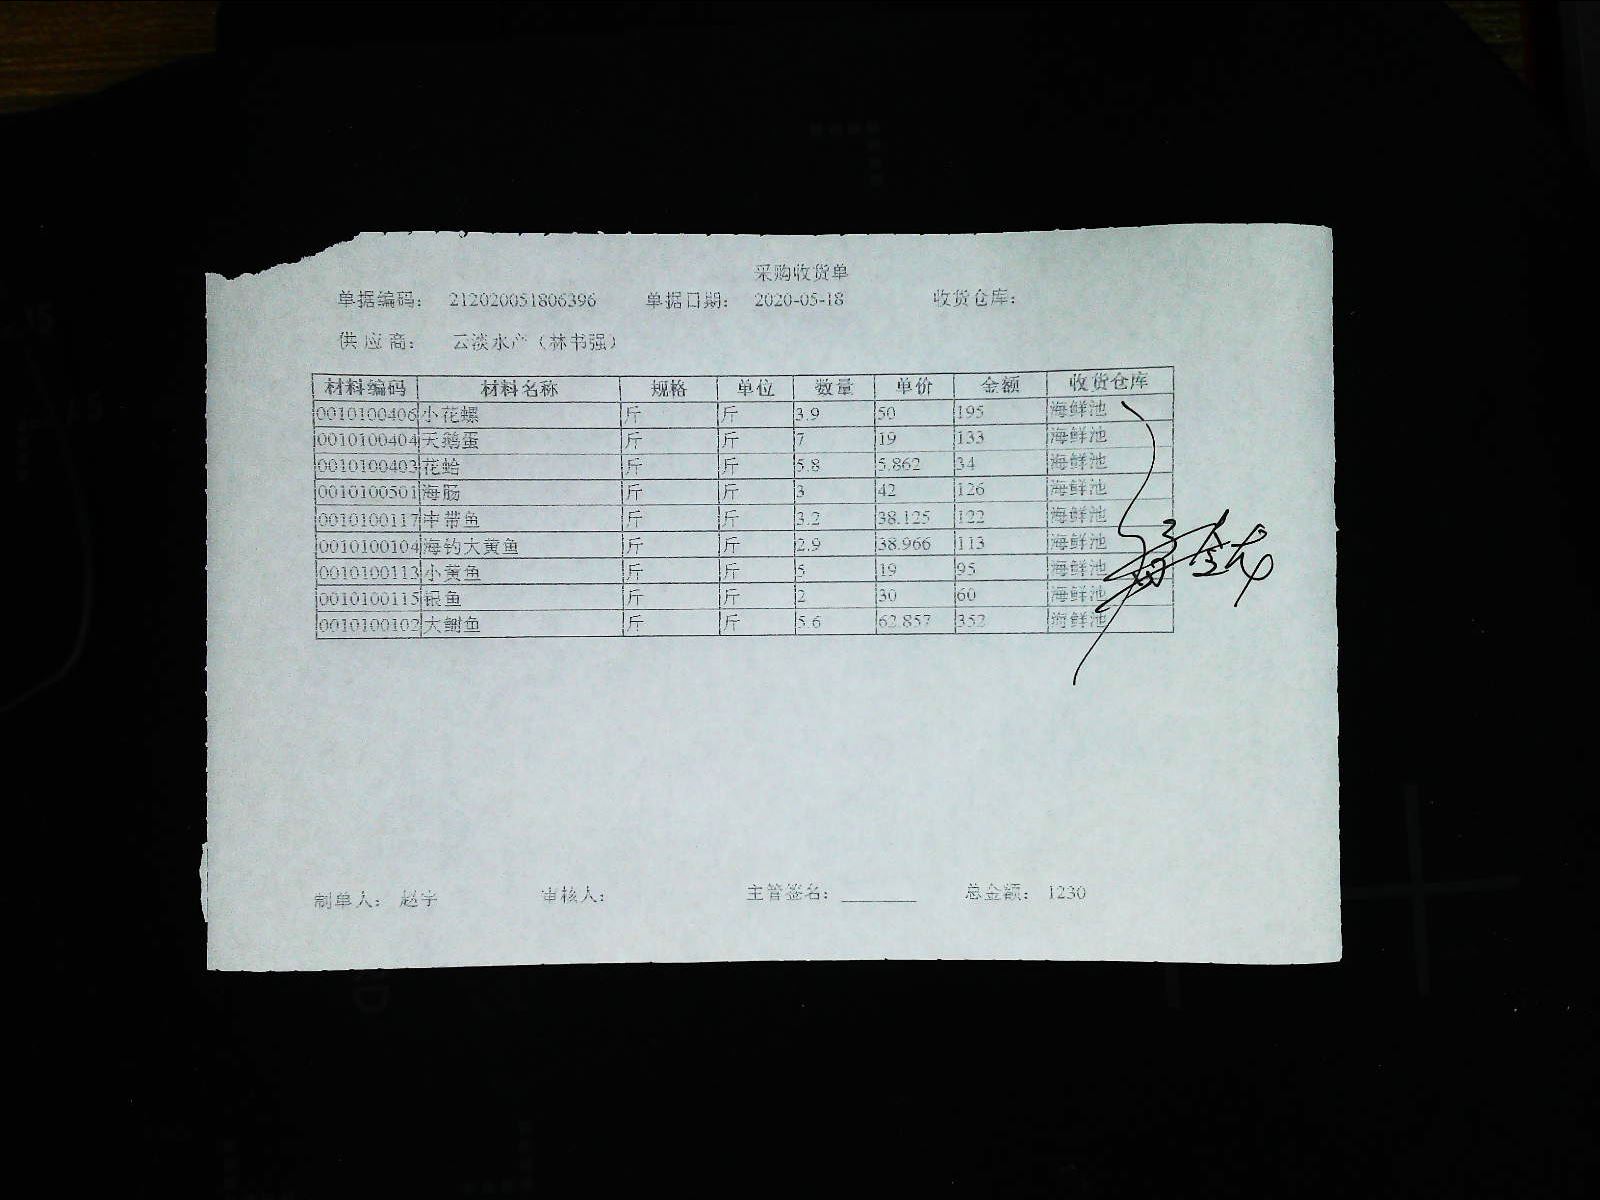 采购收货单
单据编码： 212020051806396 单据日期： 2020-05-18 收货仓库：
供应商： 云淡水产（林书强）
材料编码 材料名称 规格 单位 数量 单价 金额 收货仓库
0010100406 小花螺 斤 斤 3.9 50 195 海鲜池
0010100404 天鹅蛋 斤 斤 7 19 133 海鲜池
0010100403 花蛤 斤 斤 5.8 5.862 34 海鲜池
0010100501 海肠 斤 斤 3 42 126 海鲜池
0010100117 中带鱼 斤 斤 3.2 38.125 122 海鲜池
0010100104 海钓大黄鱼 斤 斤 2.9 38.966 113 海鲜池
0010100113 小黄鱼 斤 斤 5 19 95 海鲜池
0010100115 银鱼 斤 斤 2 30 60 海鲜池
0010100102 大鲥鱼 斤 斤 5.6 62.857 352 海鲜池
制单人： 赵宇 审核人： 主管签名： 总金额： 1230